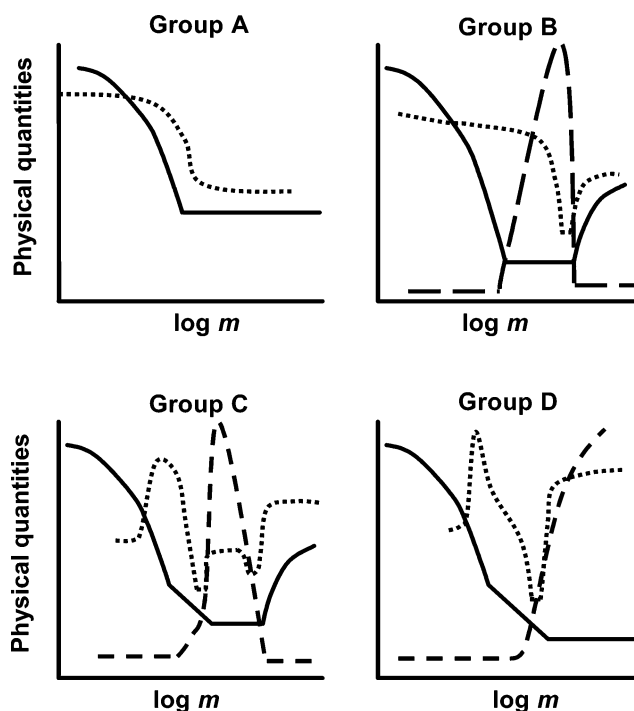 Group A
Group B
Physical quantities
log m
log m
Group C
Group D
Physical quantities
log m
log m